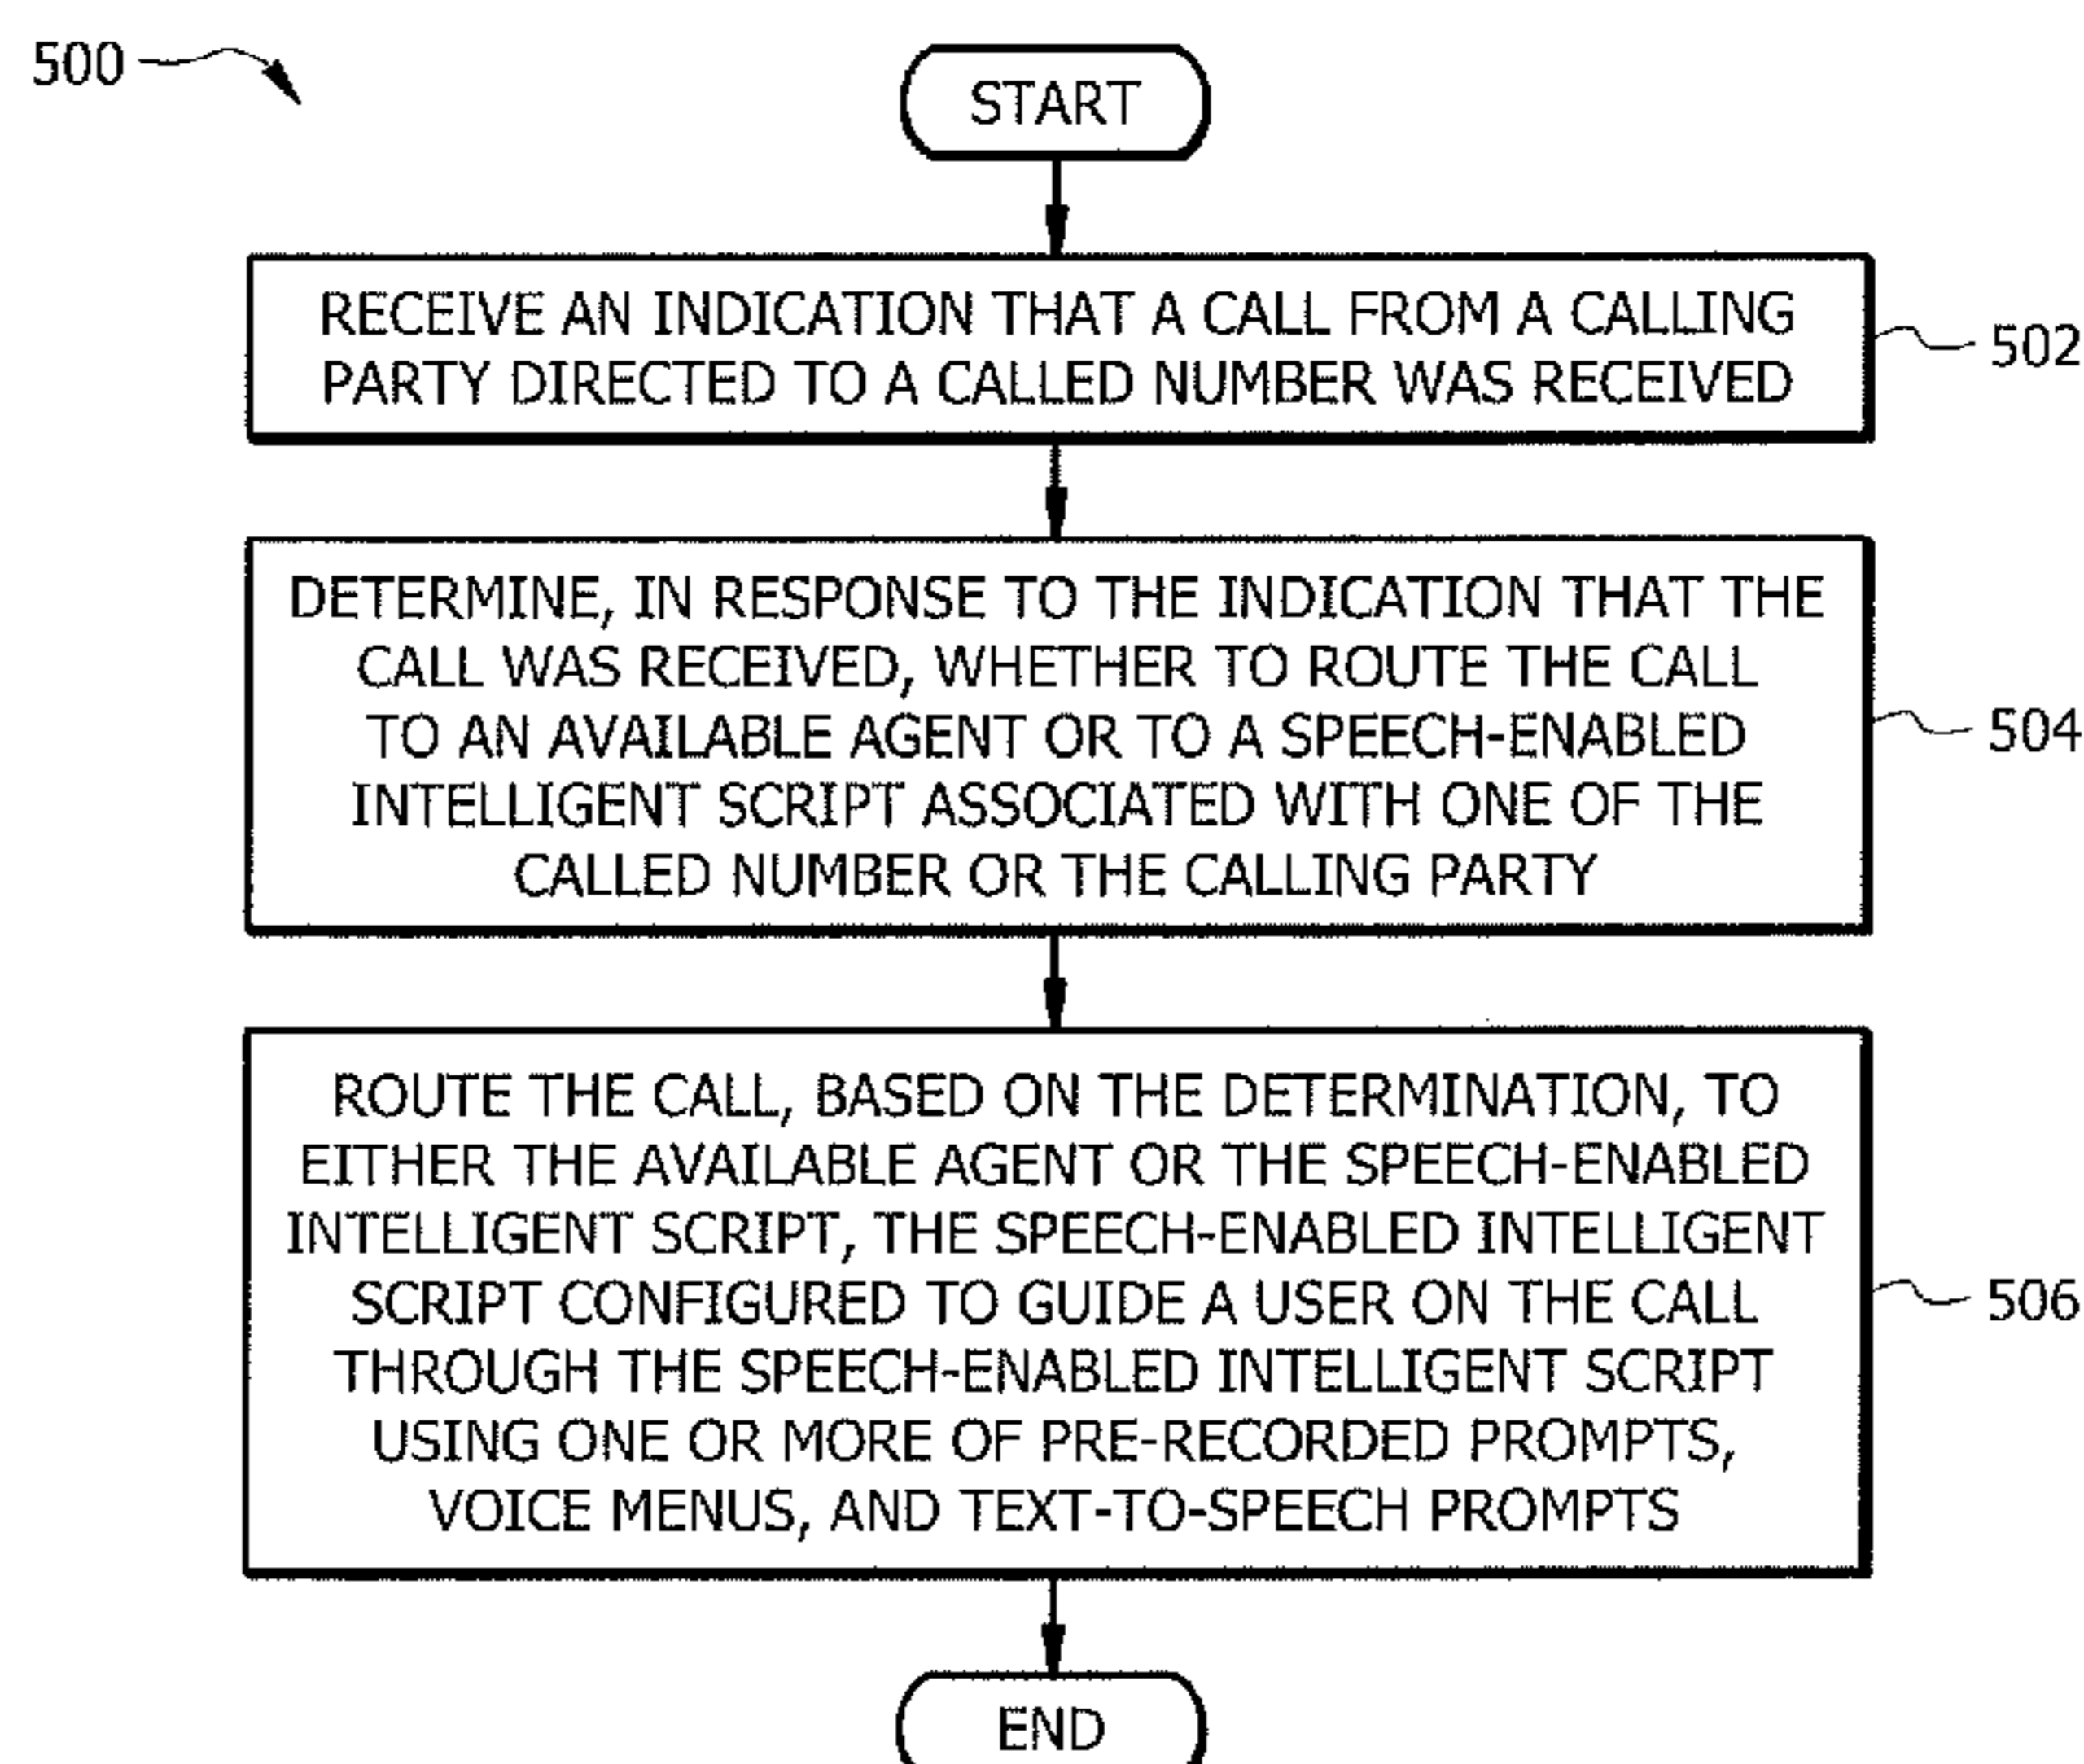 500
START
RECEIVE AN INDICATION THAT A CALL FROM A CALLING
PARTY DIRECTED TO A CALLED NUMBER WAS RECEIVED
502
DETERMINE, IN RESPONSE TO THE INDICATION THAT THE
CALL WAS RECEIVED, WHETHER TO ROUTE THE CALL
TO AN AVAILABLE AGENT OR TO A SPEECH-ENABLED
INTELLIGENT SCRIPT ASSOCIATED WITH ONE OF THE
CALLED NUMBER OR THE CALLING PARTY
504
ROUTE THE CALL, BASED ON THE DETERMINATION, TO
EITHER THE AVAILABLE AGENT OR THE SPEECH-ENABLED
INTELLIGENT SCRIPT, THE SPEECH-ENABLED INTELLIGENT
SCRIPT CONFIGURED TO GUIDE A USER ON THE CALL
THROUGH THE SPEECH-ENABLED INTELLIGENT SCRIPT
USING ONE OR MORE OF PRE-RECORDED PROMPTS,
VOICE MENUS, AND TEXT-TO-SPEECH PROMPTS
506
END